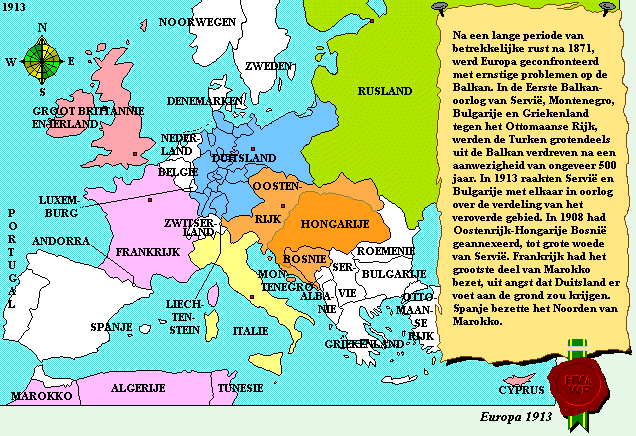 1913
NOORWEGEN
N
W E
S
ZWEDEN
RUSLAND
DENEMARKEN
GROOT BRITTANNIE
EN IERLAND
NEDER-
LAND
DUITSLAND
BELGIE
LUXEM-
BURG
OOSTEN-
RIJK
HONGARIJE
ZWITSER-
LAND
ANDORRA
FRANKRIJK
PORTUGAL
BOSNIE
ROEMENIE
SER-
VIE
BULGARIJE
MON-
TENEGRO
ALBA-
NIE
OTTO-
MAAN-
SE
RIJK
LIECH-
TEN-
STEIN
ITALIE
SPANJE
GRIEKENLAND
MAROKKO
ALGERIJE
TUNESIE
CYPRUS
Na een lange periode van
betrekkelijke rust na 1871,
werd Europa geconfronteerd
met ernstige problemen op de
Balkan. In de Eerste Balkan-
oorlog van Servië, Montenegro,
Bulgarije en Griekenland
tegen het Ottomaanse Rijk,
werden de Turken grotendeels
uit de Balkan verdreven na een
aanwezigheid van ongeveer 500
jaar. In 1913 raakten Servië en
Bulgarije met elkaar in oorlog
over de verdeling van het
veroverde gebied. In 1908 had
Oostenrijk-Hongarije Bosnië
geannexeerd, tot grote woede
van Servië. Frankrijk had het
grootste deel van Marokko
bezet, uit angst dat Duitsland er
voet aan de grond zou krijgen.
Spanje bezette het Noorden van
Marokko.
Europa 1913